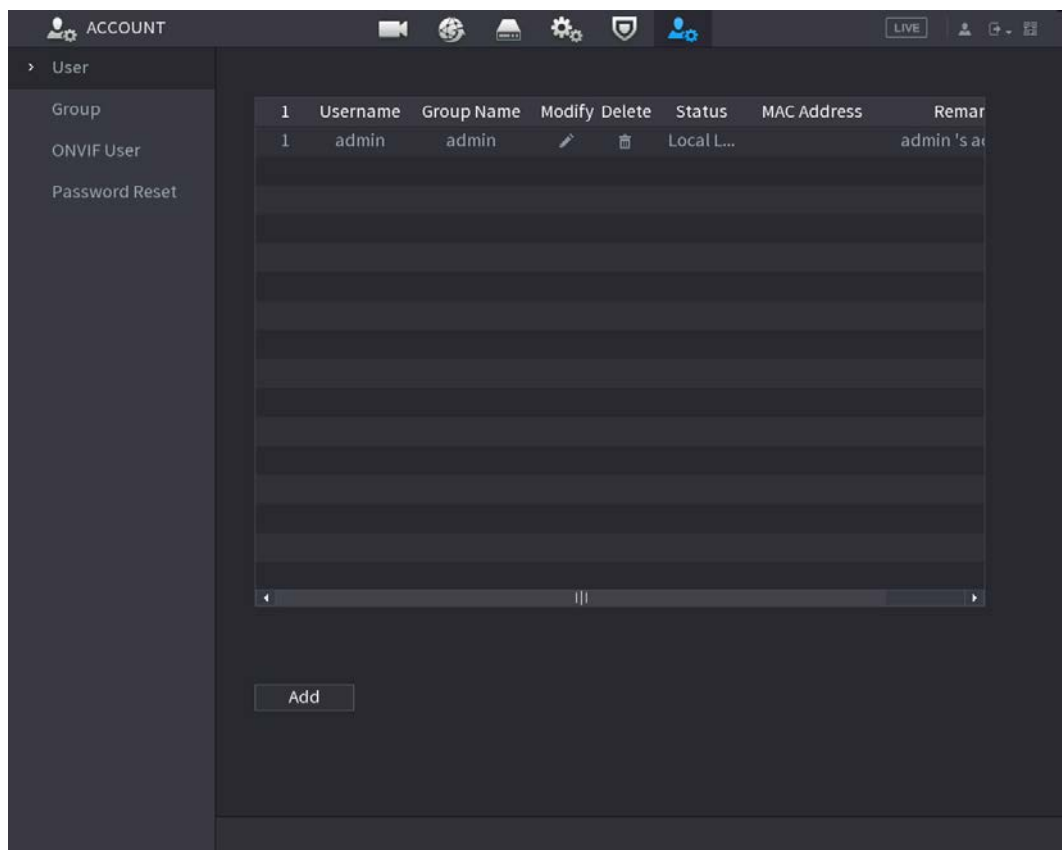 ACCOUNT LIVE
User
Group
ONVIF User
Password Reset
1 Username Group Name Modify Delete Status MAC Address Remar
1 admin admin Local L... admin 's a
Add